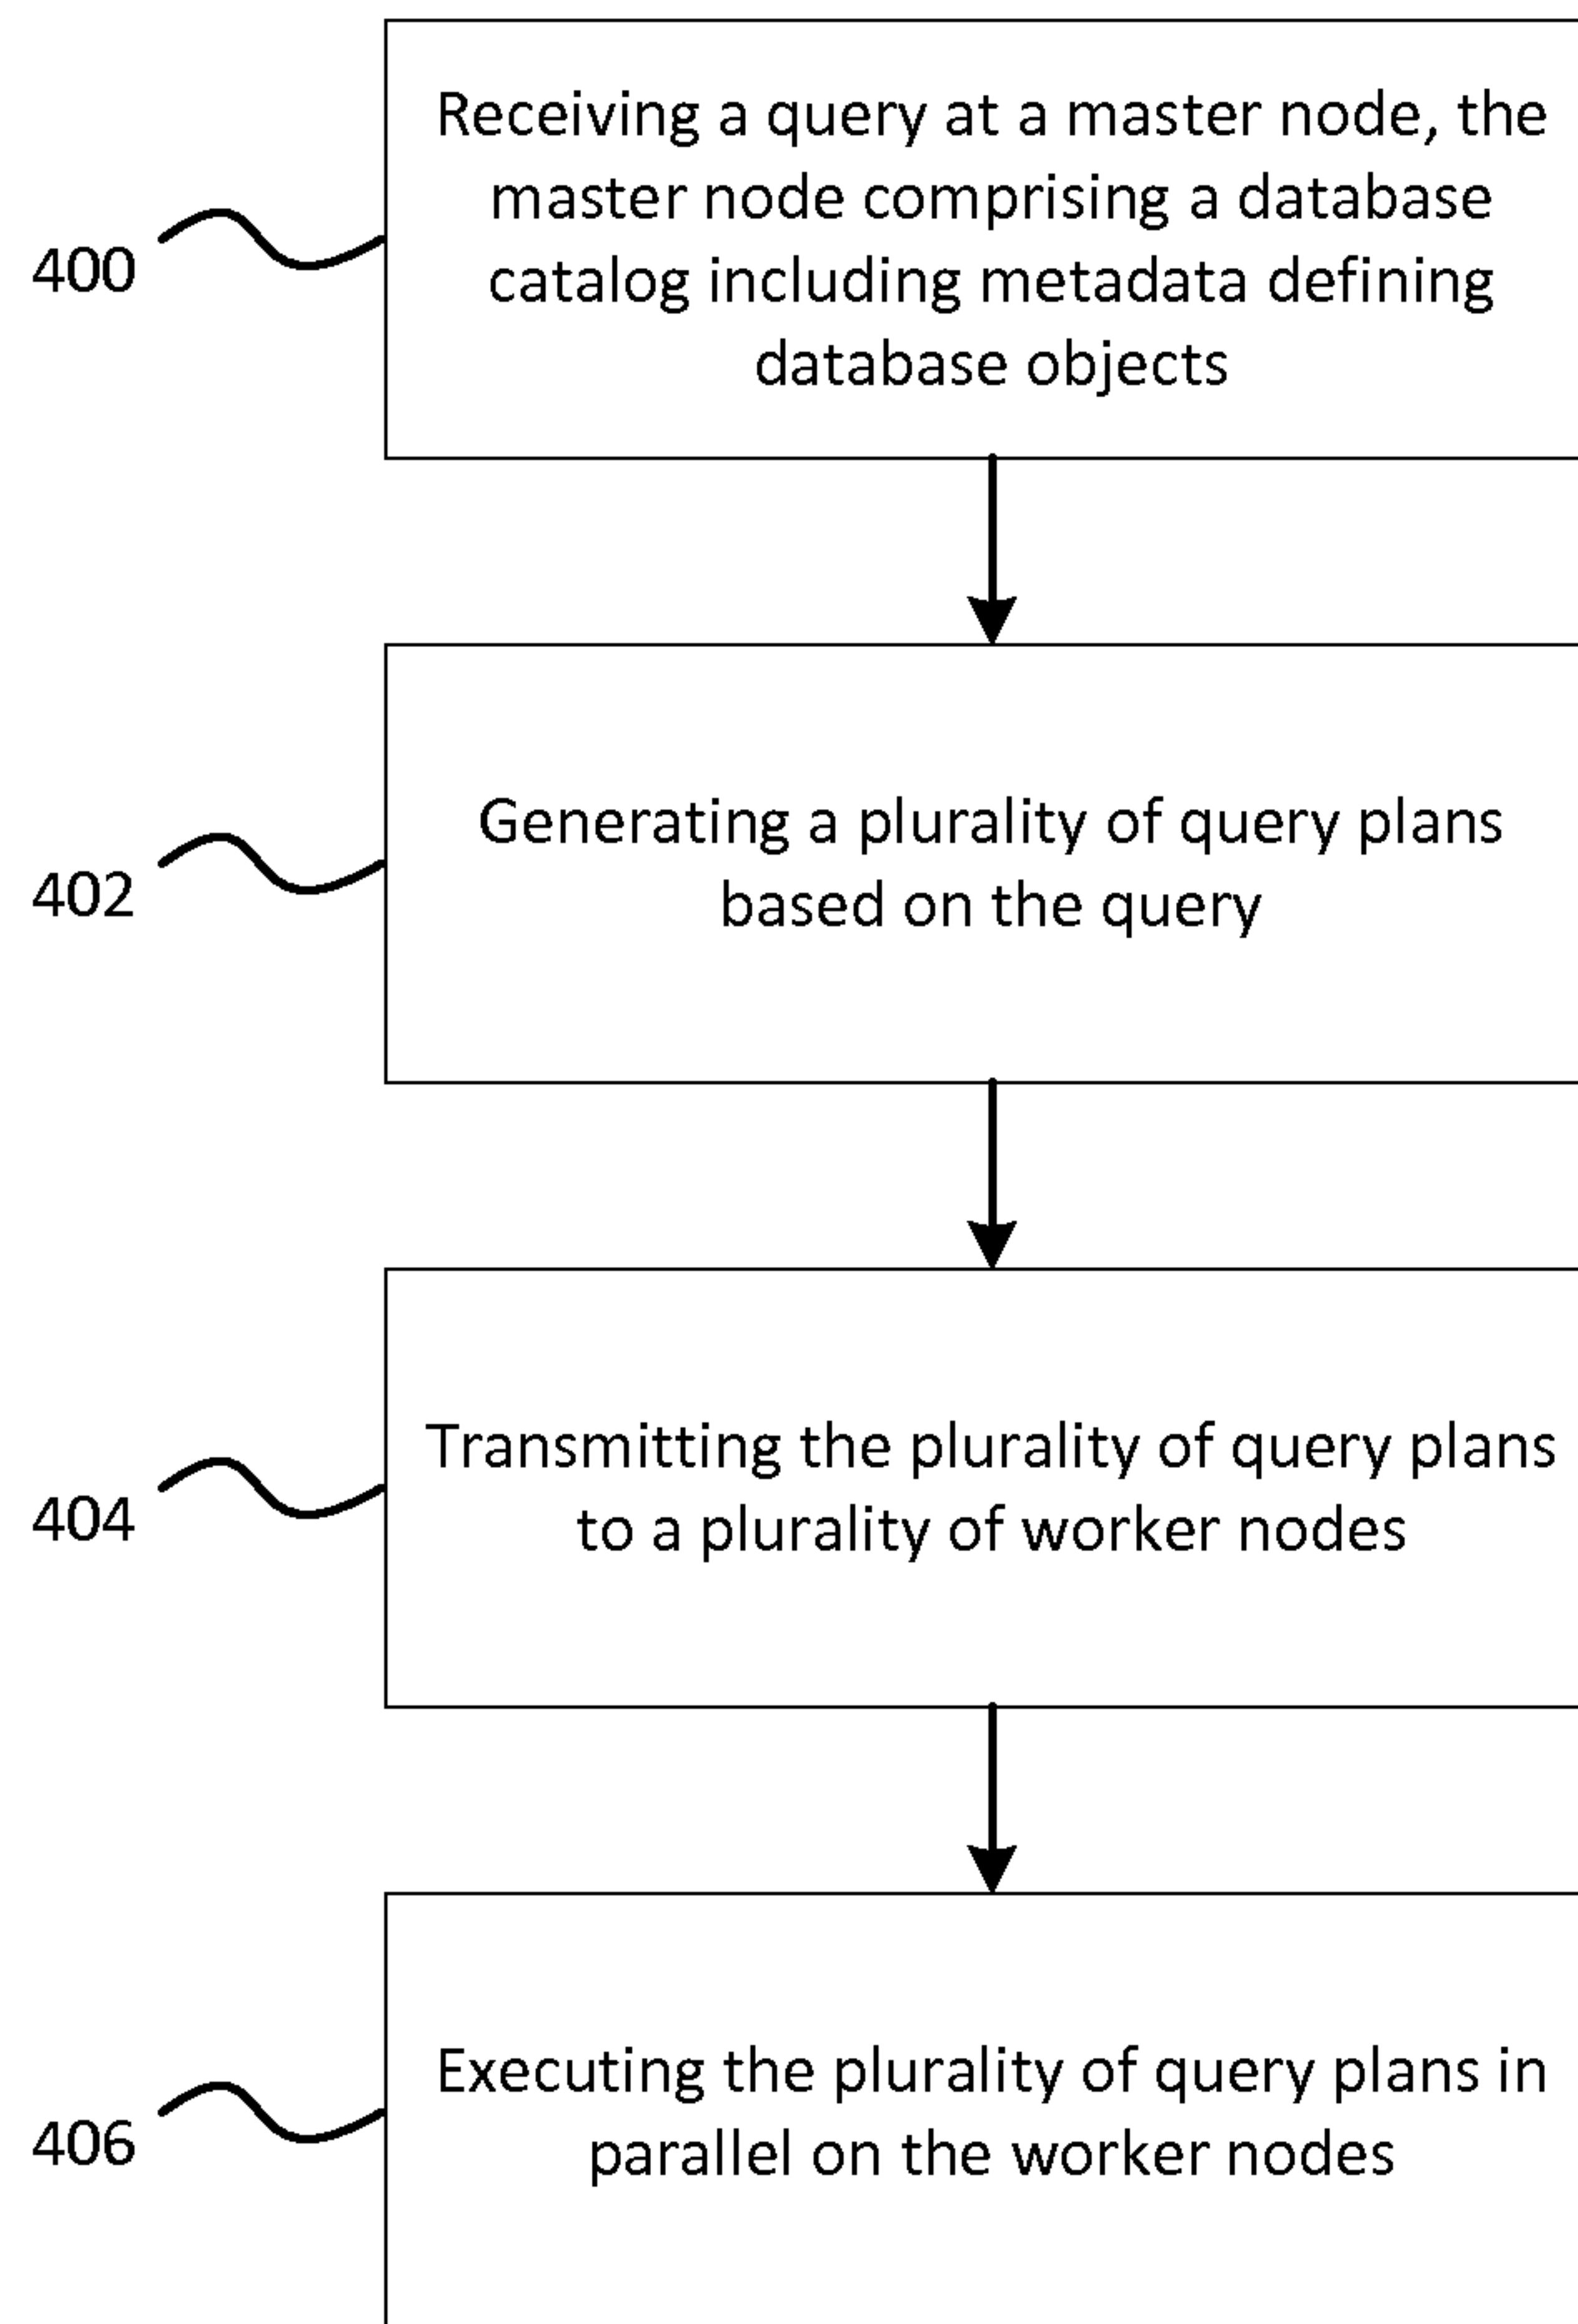 Receiving a query at a master node, the
master node comprising a database
catalog including metadata defining
database objects
400
Generating a plurality of query plans
based on the query
402
Transmitting the plurality of query plans
to a plurality of worker nodes
404
Executing the plurality of query plans in
parallel on the worker nodes
406